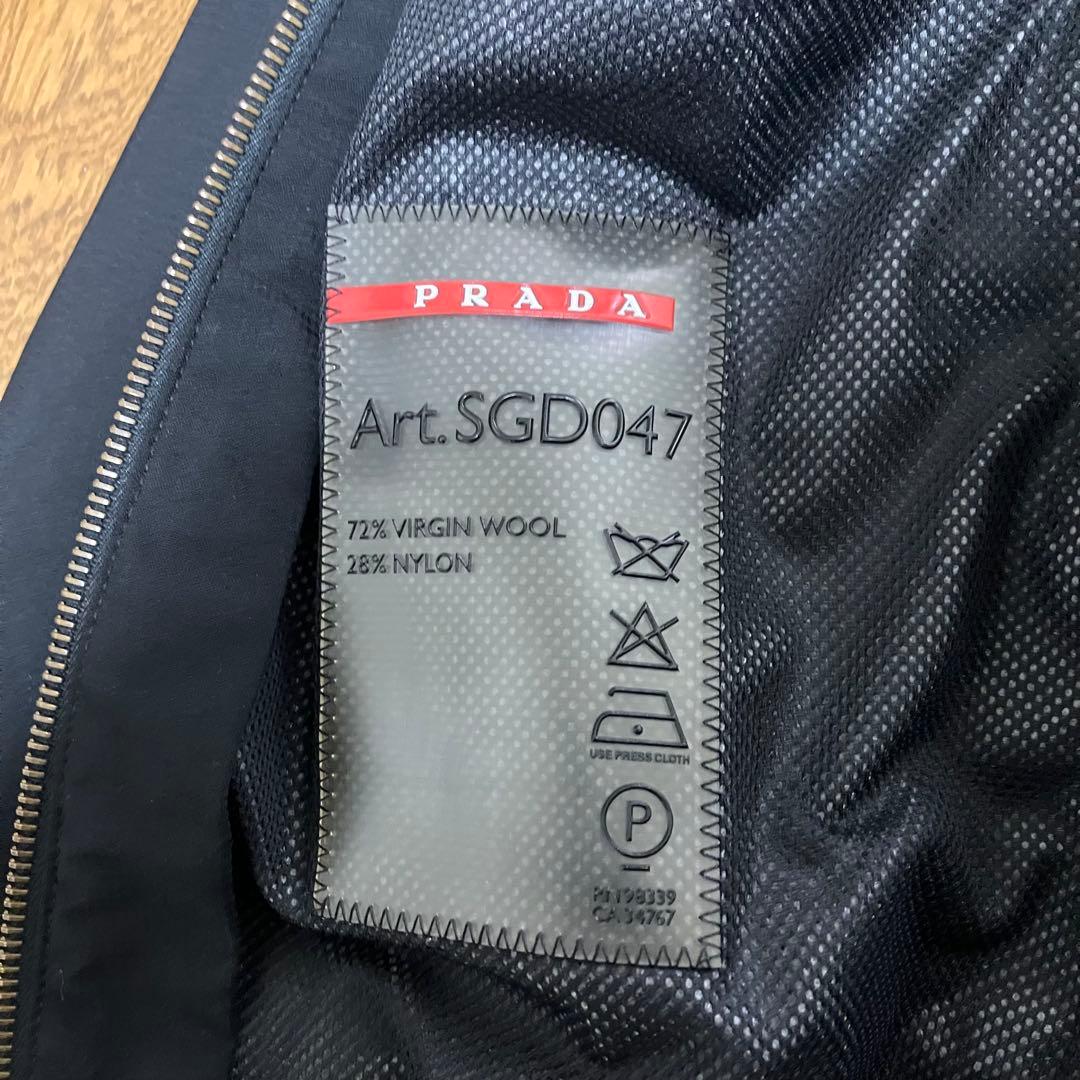 PRADA
Art. SGD047
72% VIRGIN WOOL
28% NYLON
USE PRESS CLOTH
P
RN 98339
CA 34767